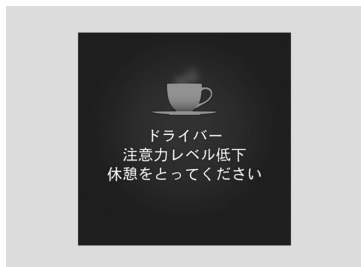 ドライバー
注意力レベル低下
休憩をとってください